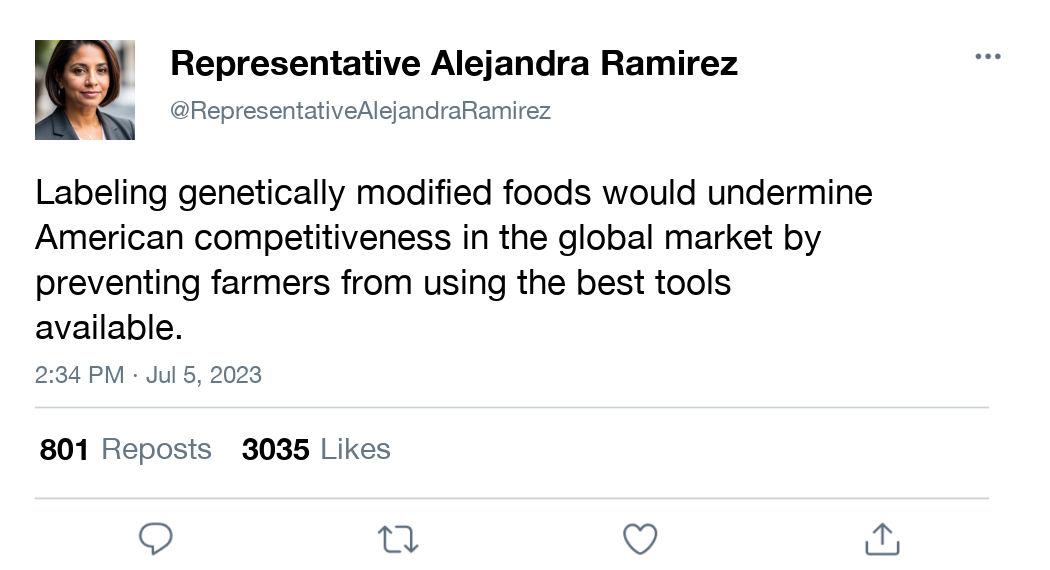 Representative Alejandra Ramirez
@RepresentativeAlejandraRamirez
Labeling genetically modified foods would undermine
American competitiveness in the global market by
preventing farmers from using the best tools
available.
2:34 PM · Jul 5, 2023
801 Reposts 3035 Likes